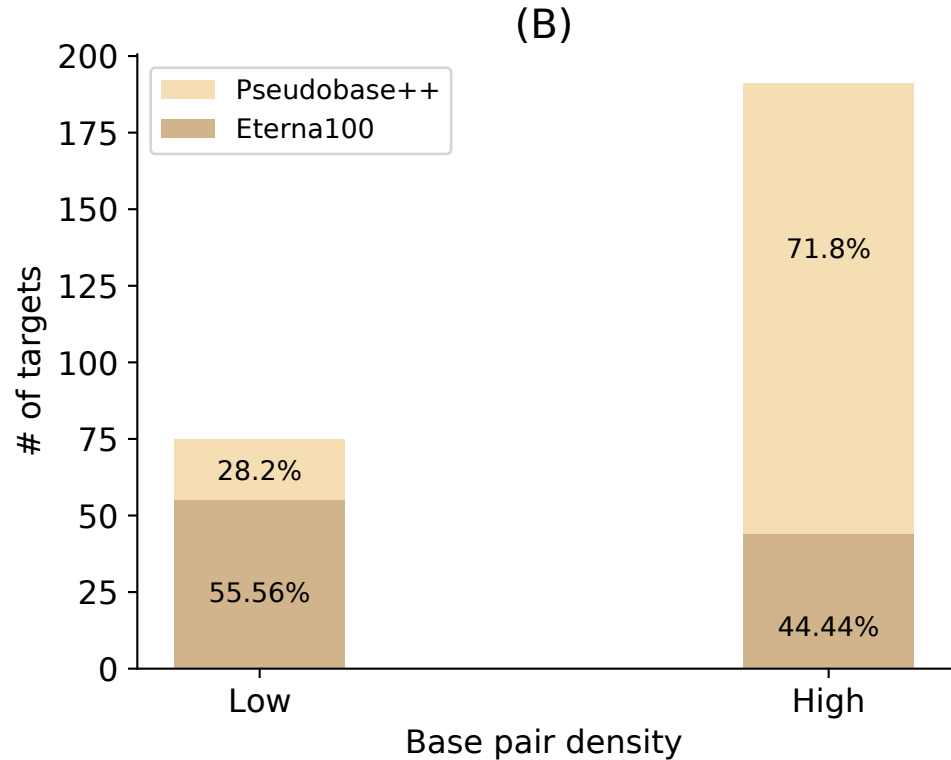 (B)
200
175
150
125
100
75
50
25
0
# of targets
Pseudobase++
Eterna100
28.2%
55.56%
71.8%
44.44%
Low
High
Base pair density